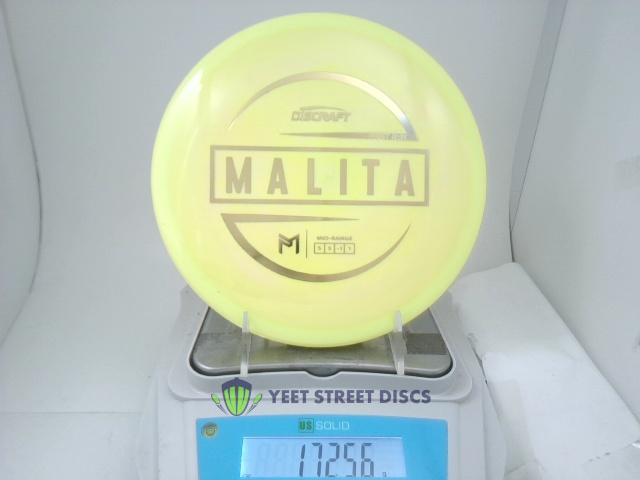 DISCRAFT
MALITA
MID-RANGE
5 5 -1 1
YEET STREET DISCS
US SOLID
172.56 g